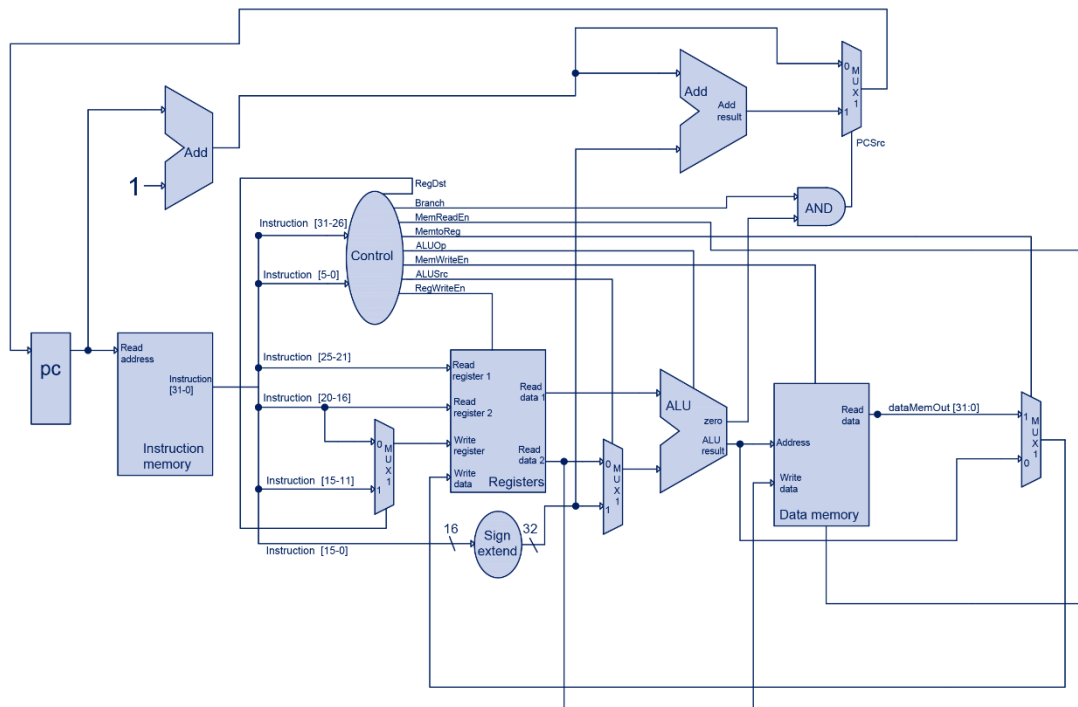 0
M
U
X
1
1
Add
Add
result
PCSrc
Add
1
RegDst
Branch
MemReadEn
MemtoReg
ALUOp
MemWriteEn
ALUSrc
RegWriteEn
Control
AND
Instruction [31-26]
Instruction [5-0]
pc
Read
address
Instruction
[31-0]
Instruction
memory
Instruction [25-21]
Instruction [20-16]
Instruction [15-11]
Instruction [15-0]
0
M
U
X
1
1
Read
register 1
Read
register 2
Write
register
Write
data
Read
data 1
Read
data 2
Registers
16
Sign
extend
32
0
M
U
X
1
1
ALU
zero
ALU
result
Read
data
Address
Write
data
Data memory
dataMemOut [31:0]
1
M
U
X
1
0